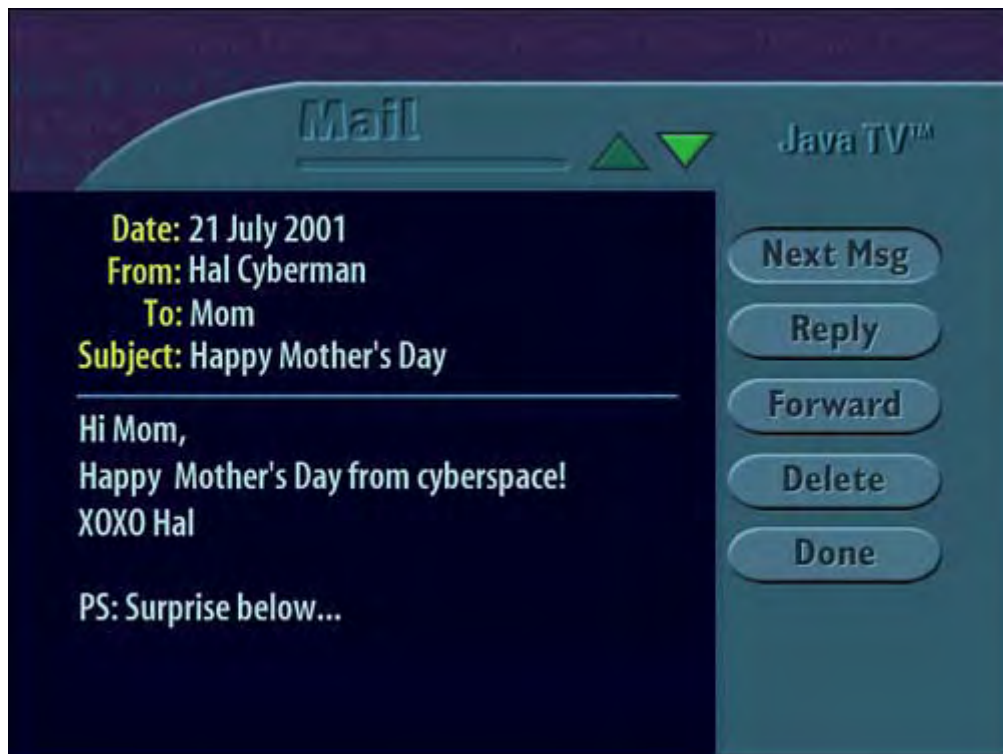 Mail
Java TV™
Date: 21 July 2001
From: Hal Cyberman
To: Mom
Subject: Happy Mother's Day
Hi Mom,
Happy Mother's Day from cyberspace!
XOXO Hal
PS: Surprise below...
Next Msg
Reply
Forward
Delete
Done